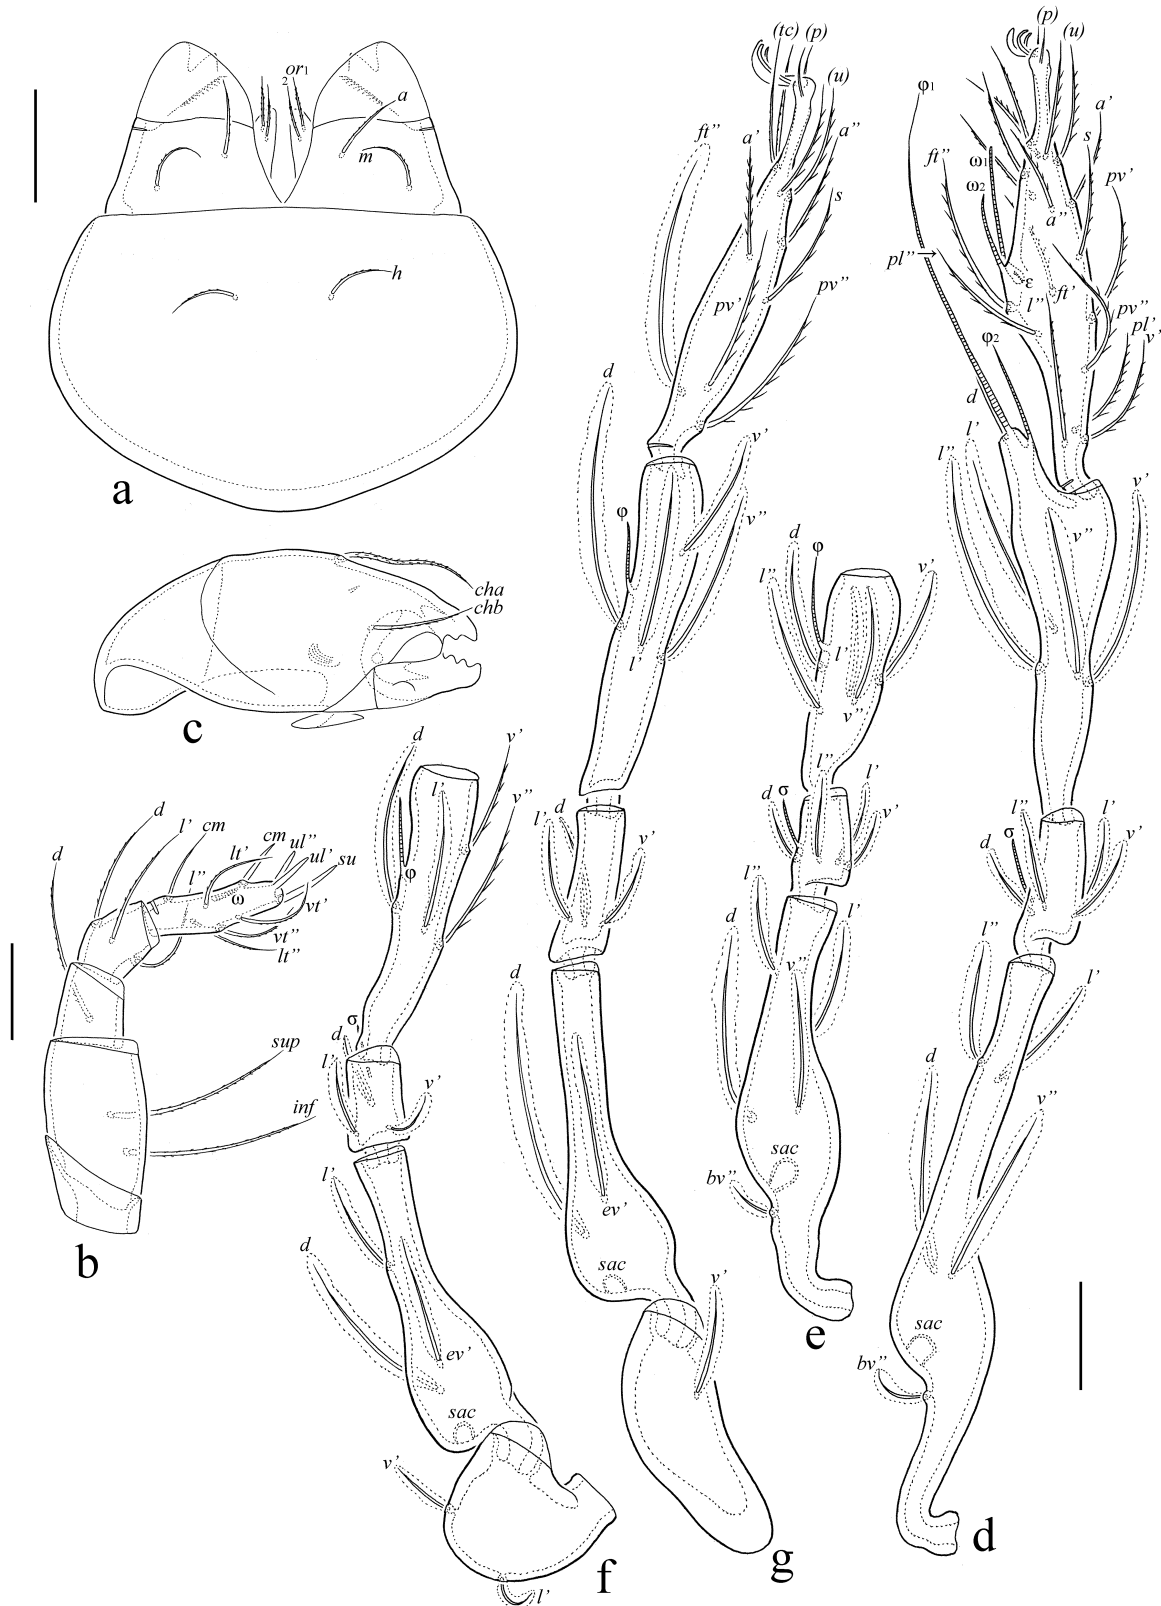 or1
2
a
m
h
a
cha
chb
c
d
d
l’
cm
l”
lt’
cm
ul”
ul’
su
ω
vt’
vt”
lt”
sup
inf
b
d
v’
l’
v”
φ
σ
d
l’
v’
l’
d
ev’
sac
v’
l’
f
(tc)
(p)
(u)
ft”
a’
a”
s
pv’
pv”
d
v’
φ
v”
l’
d
l’
v’
d
ev’
sac
v’
g
d
φ
l”
v’
l’
v”
l”
d
σ
l’
v’
l”
d
l’
v”
sac
bv”
e
(p)
(u)
φ1
a’
ft”
ω1
s
ω2
pv’
a”
pl”→
ε
ft’
l”
pv”
φ2
pl’
v’
d
l’
l”
v’
v”
l”
σ
l’
d
v’
l”
l’
d
v”
sac
bv”
d